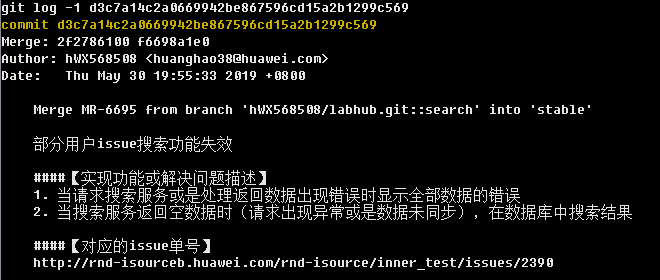 git log -1 d3c7a14c2a0669942be867596cd15a2b1299c569
commit d3c7a14c2a0669942be867596cd15a2b1299c569
Merge: 2f2786100 f6698a1e0
Author: hWX568508 <huanghao38@huawei.com>
Date:   Thu May 30 19:55:33 2019 +0800
Merge MR-6695 from branch 'hWX568508/labhub.git::search' into 'stable'
部分用户issue搜索功能失效
####【实现功能或解决问题描述】
1. 当请求搜索服务或是处理返回数据出现错误时显示全部数据的错误
2. 当搜索服务返回空数据时（请求出现异常或是数据未同步），在数据库中搜索结果
####【对应的issue单号】
http://rnd-isourceb.huawei.com/rnd-isource/inner_test/issues/2390